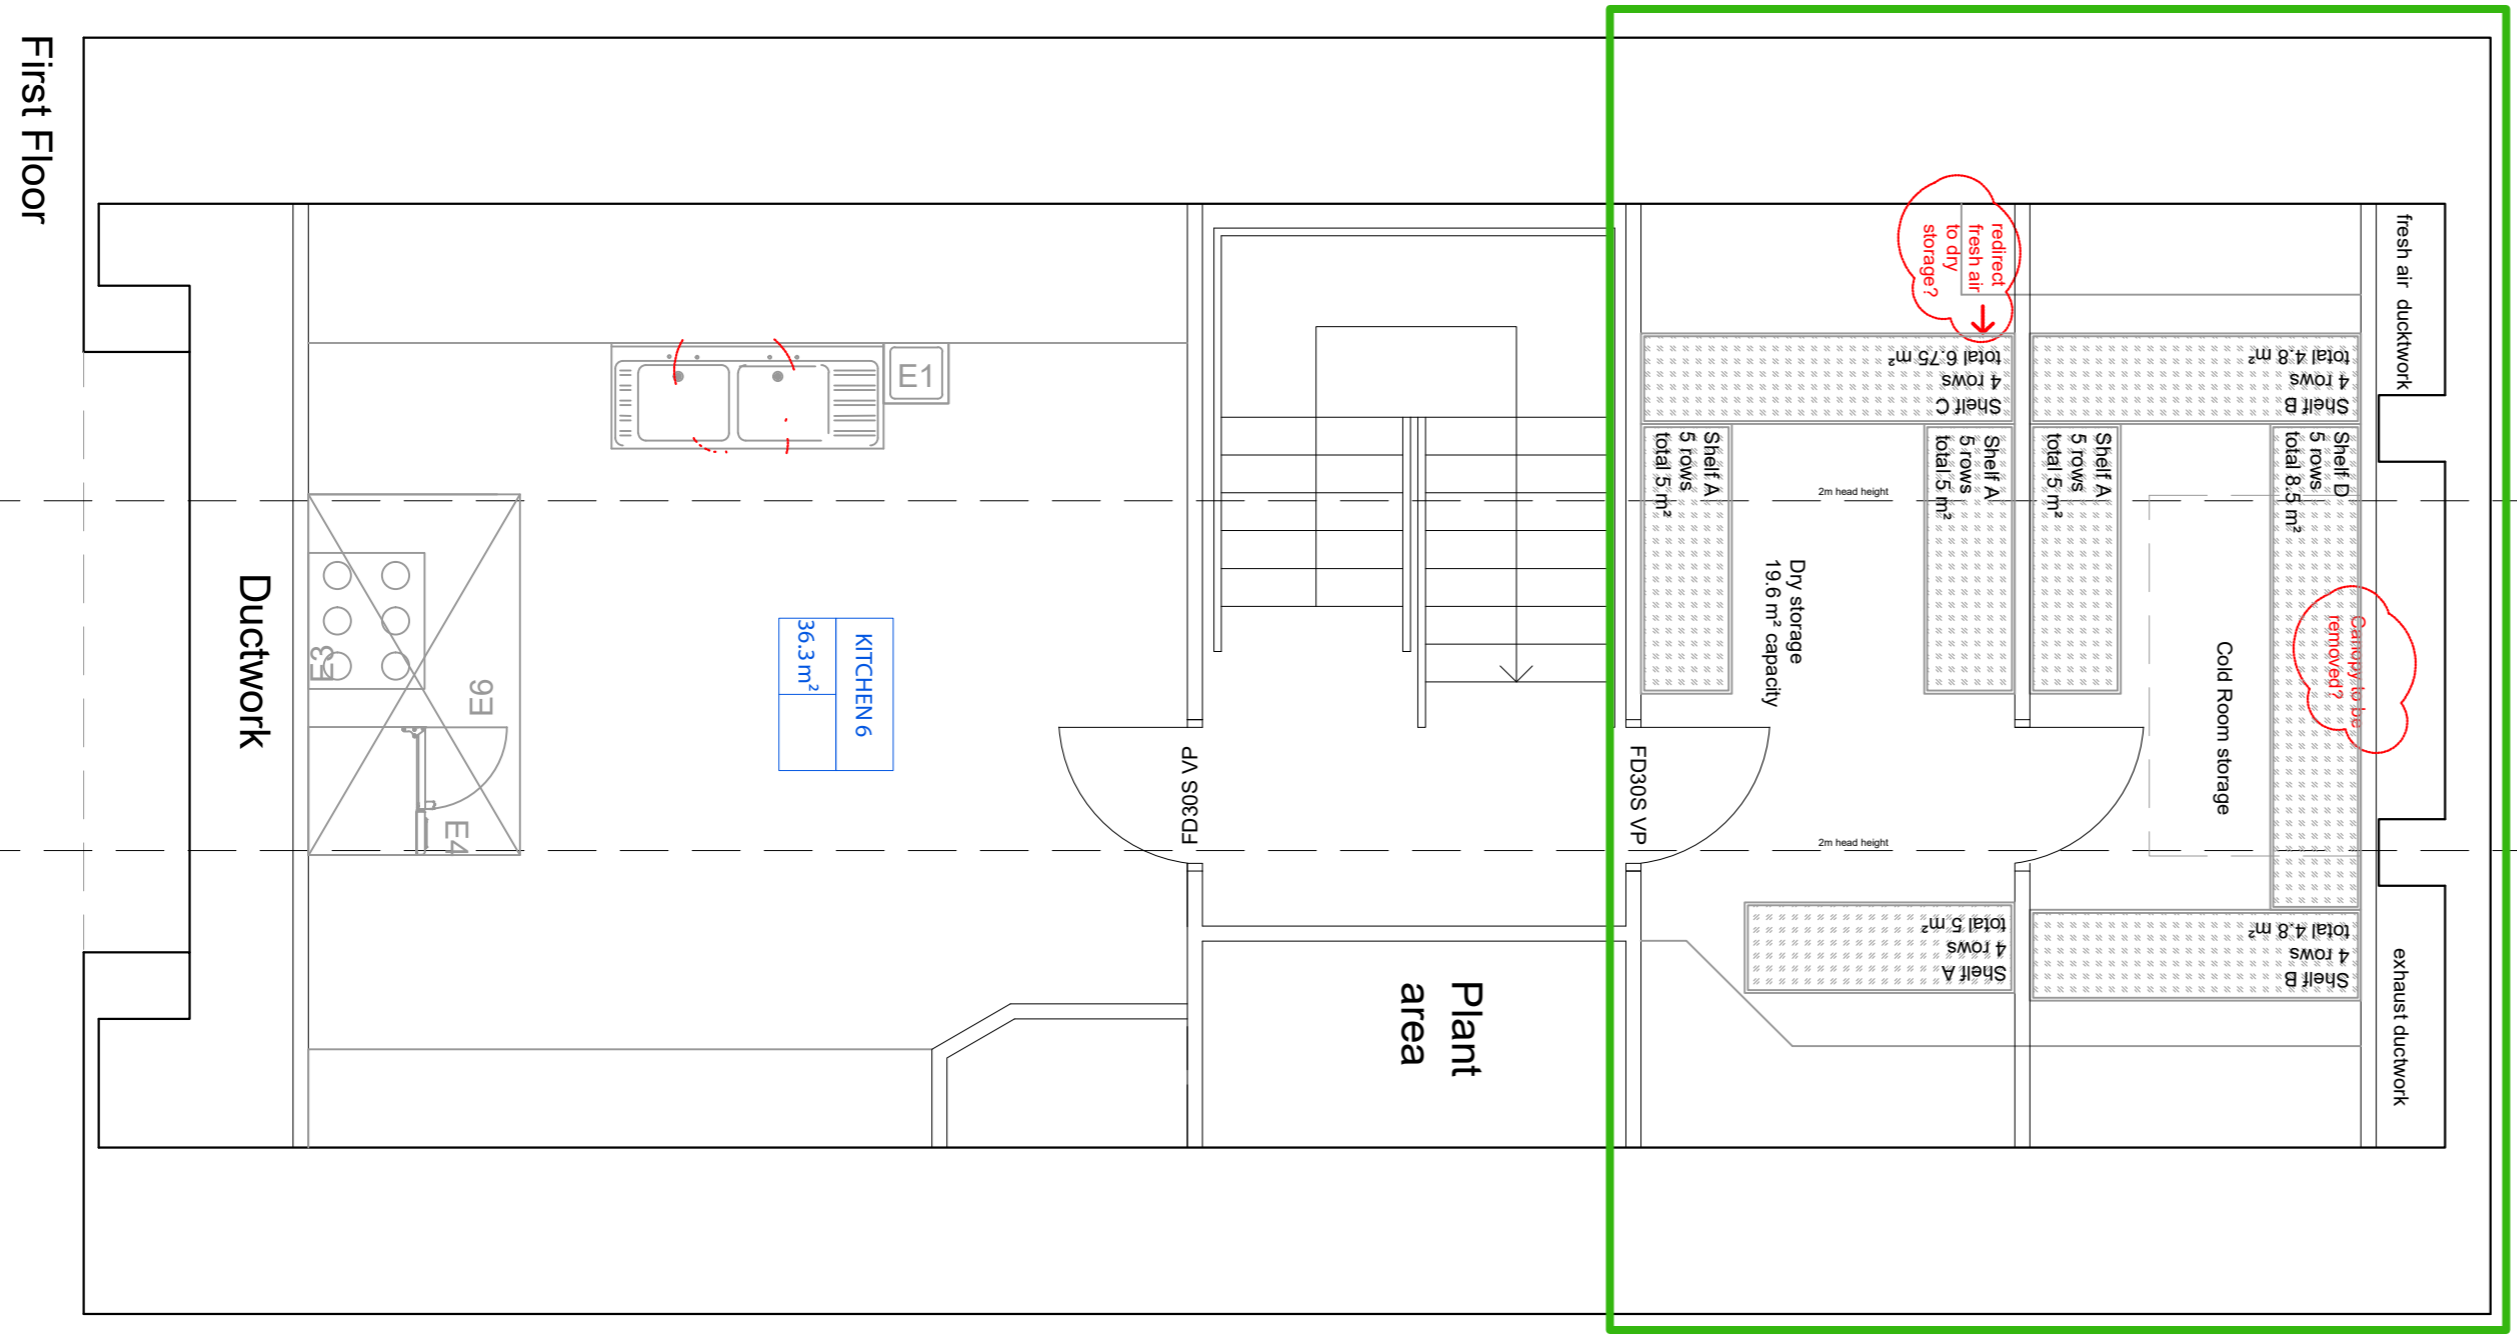 First Floor
Ductwork
E3
E6
E4
E1
KITCHEN 6
36.3 m²
FD30S VP
FD30S VP
Plant
area
redirect
fresh air
to dry
storage?
Shelf C
4 rows
total 6.75 m²
Shelf B
4 rows
total 4.8 m²
Shelf A
5 rows
total 5 m²
Shelf A
5 rows
total 5 m²
Shelf A
5 rows
total 5 m²
Shelf D
5 rows
total 8.5 m²
2m head height
Dry storage
19.6 m² capacity
Cold Room storage
Canopy to be
removed?
2m head height
Shelf A
4 rows
total 5 m²
Shelf B
4 rows
total 4.8 m²
fresh air ducktwork
exhaust ductwork